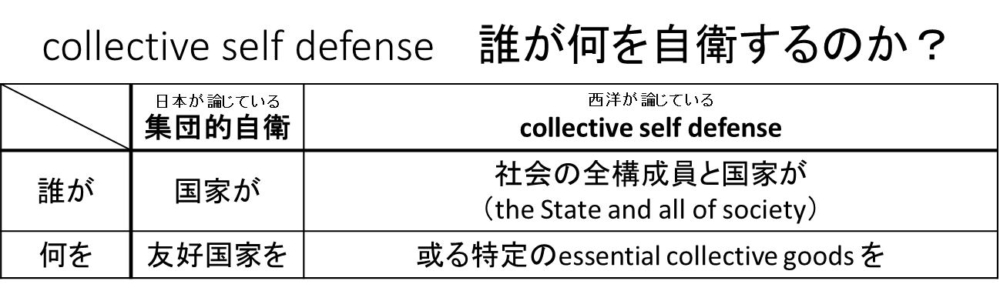 collective self defense　誰が何を自衛するのか？
日本が論じている
集団的自衛
西洋が論じている
collective self defense
誰が
国家が
社会の全構成員と国家が
（the State and all of society）
何を
友好国家を
或る特定のessential collective goods を